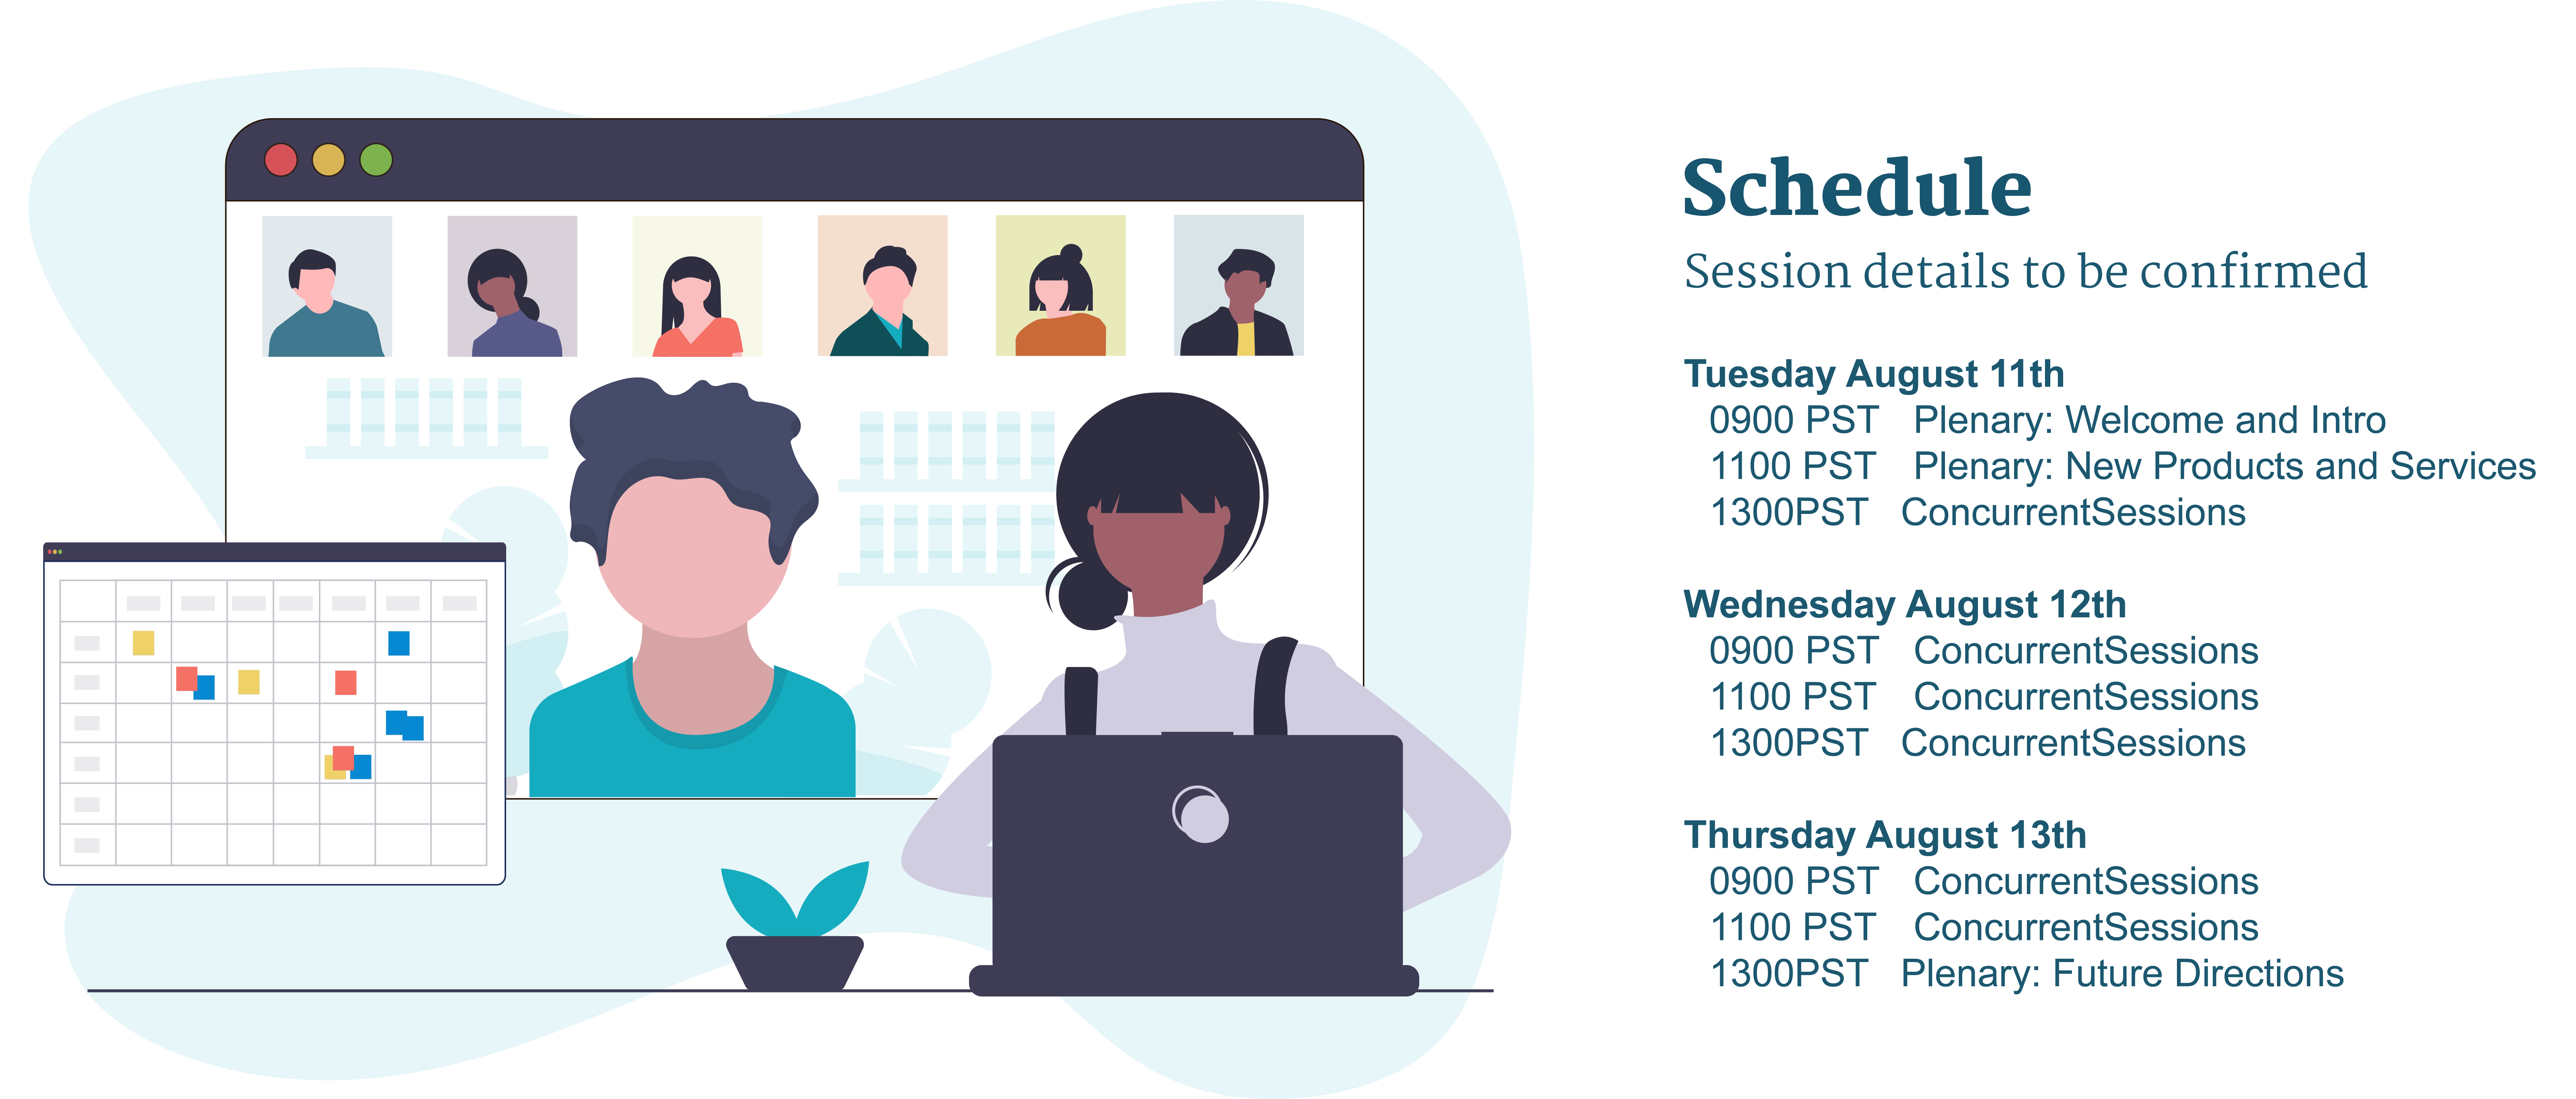 Schedule
Session details to be confirmed
Tuesday August 11th
0900 PST Plenary: Welcome and Intro
1100 PST Plenary: New Products and Services
1300PST ConcurrentSessions
Wednesday August 12th
0900 PST ConcurrentSessions
1100 PST ConcurrentSessions
1300PST ConcurrentSessions
Thursday August 13th
0900 PST ConcurrentSessions
1100 PST ConcurrentSessions
1300PST Plenary: Future Directions